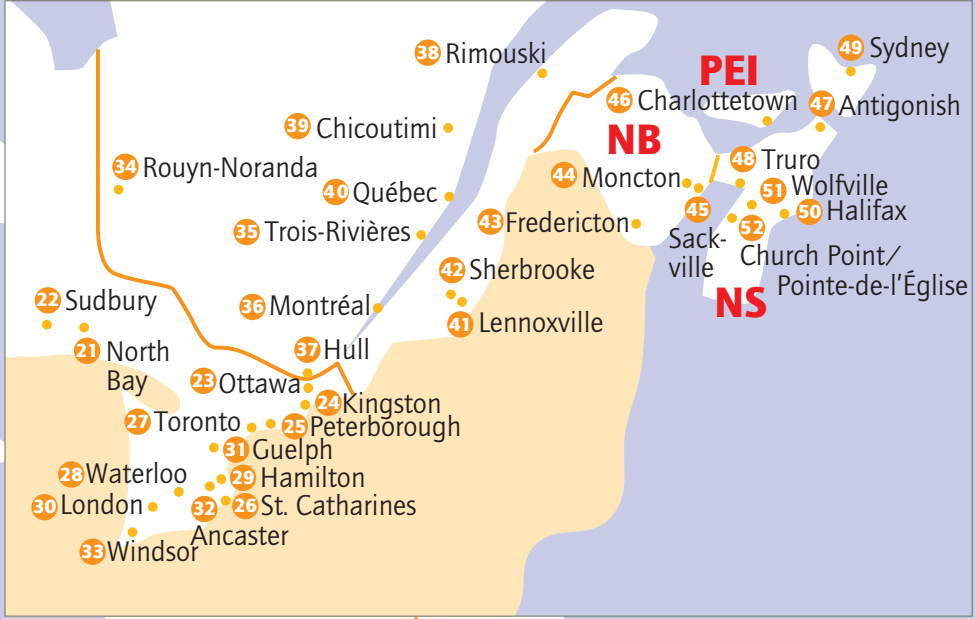 38 Rimouski
49 Sydney
PEI
46 Charlottetown
47 Antigonish
39 Chicoutimi
NB
34 Rouyn-Noranda
48 Truro
44 Moncton
40 Québec
51 Wolfville
45
50 Halifax
43 Fredericton
35 Trois-Rivières
52
Sack-
ville
Church Point/
Pointe-de-l'Église
42 Sherbrooke
22 Sudbury
36 Montréal
NS
41 Lennoxville
21 North
Bay
37 Hull
23 Ottawa
24 Kingston
27 Toronto
25 Peterborough
31 Guelph
28 Waterloo
29 Hamilton
30 London
32
Ancaster
26 St. Catharines
33 Windsor